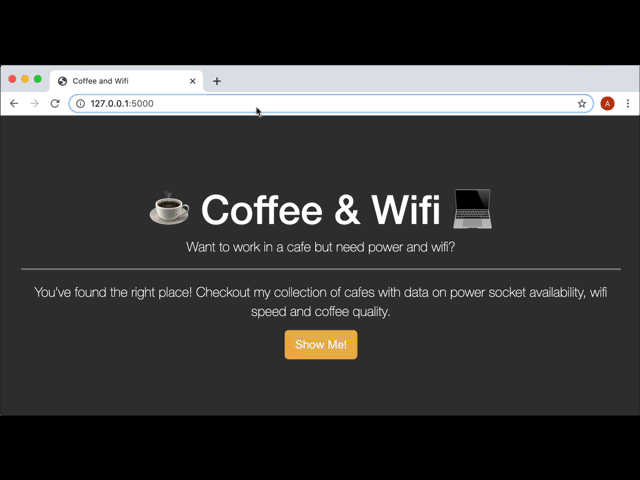 Coffee and Wifi
127.0.0.1:5000
A
☕ Coffee & Wifi 💻
Want to work in a cafe but need power and wifi?
You've found the right place! Checkout my collection of cafes with data on power socket availability, wifi
speed and coffee quality.
Show Me!